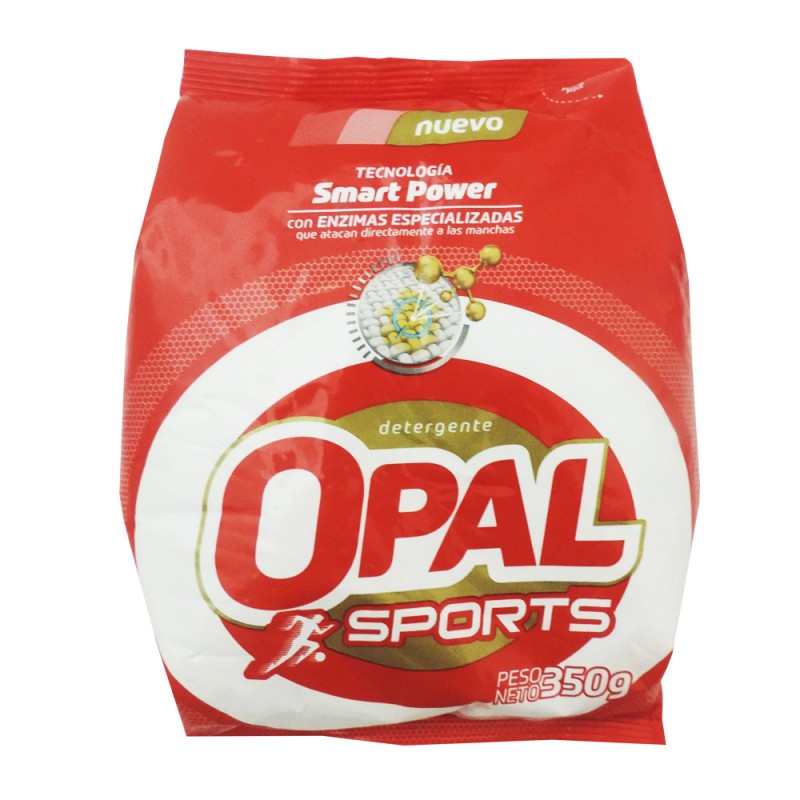 nuevo
TECNOLOGÍA
Smart Power
con ENZIMAS ESPECIALIZADAS
que atacan directamente a las manchas
detergente
OPAL
SPORTS
PESO
NETO 350g